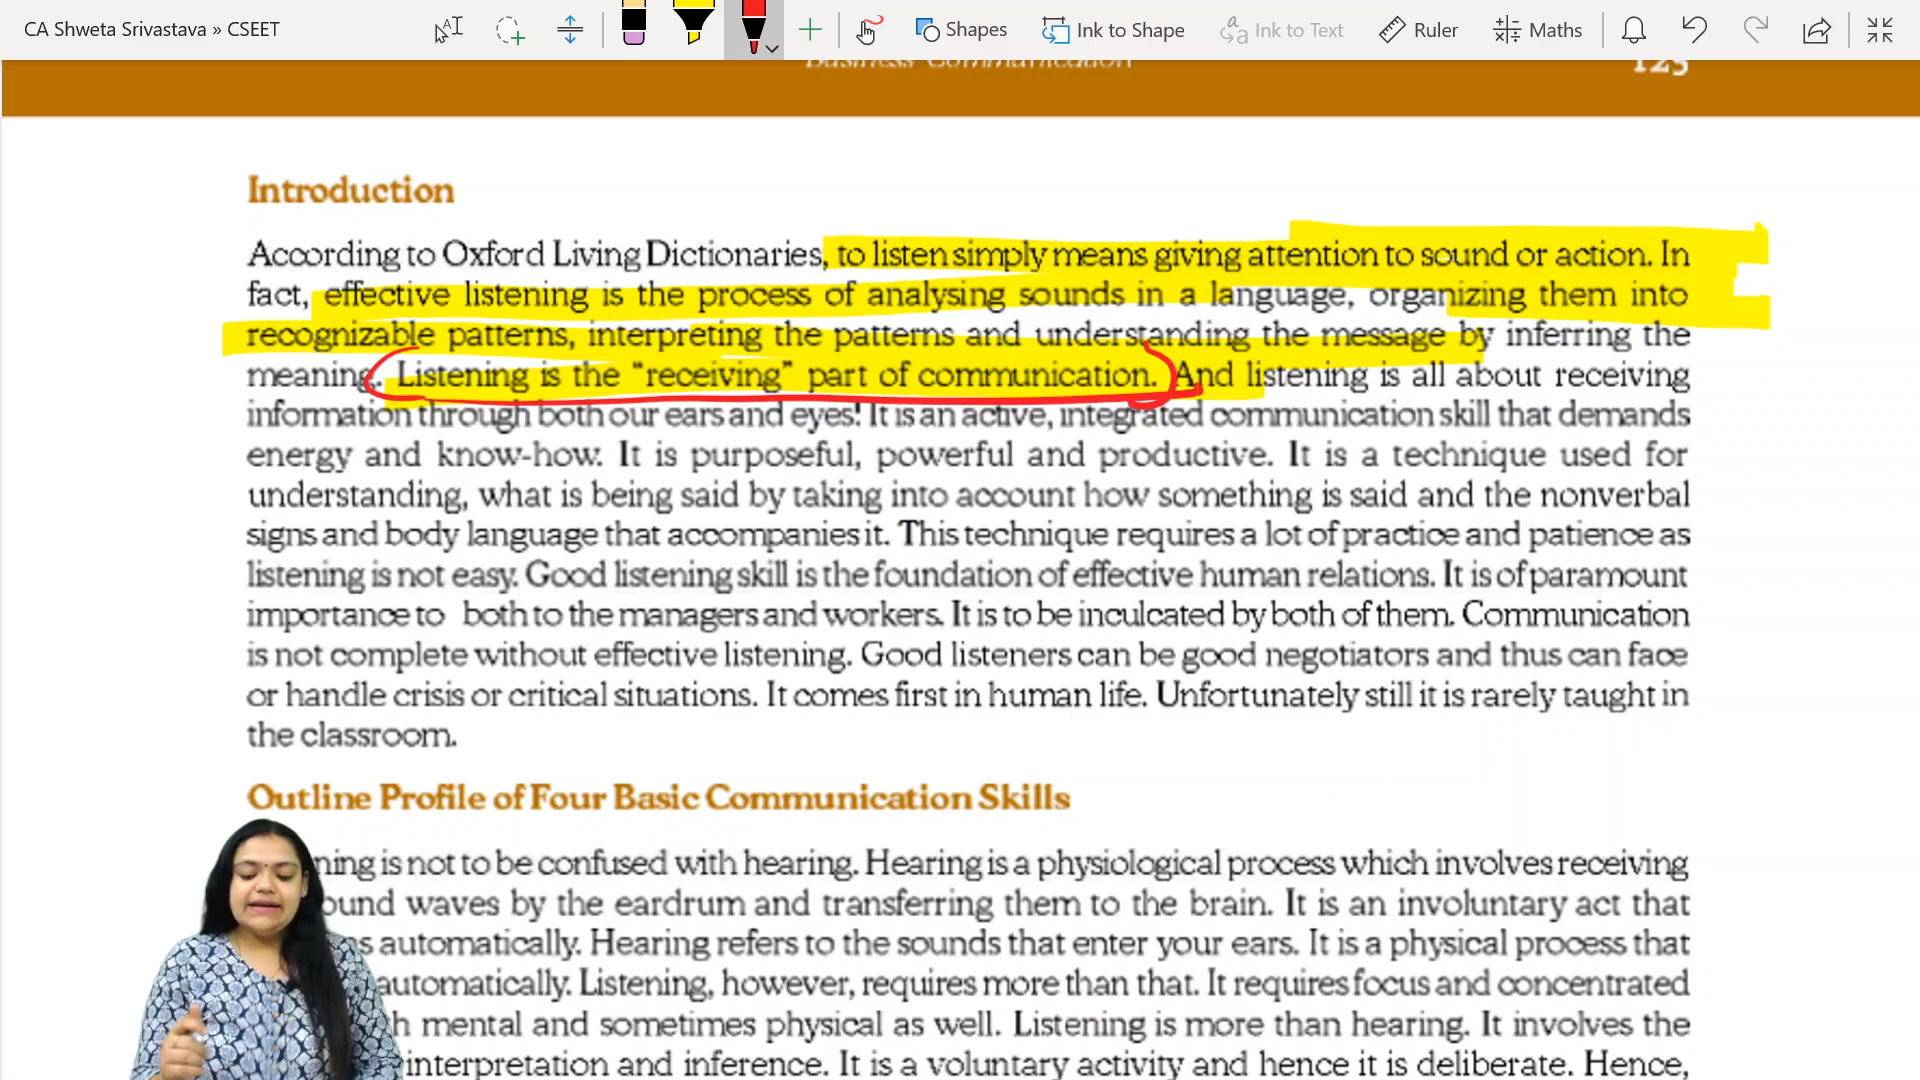 CA Shweta Srivastava » CSEET
Shapes Ink to Shape Ink to Text Ruler Maths
Business Communication 125
Introduction
According to Oxford Living Dictionaries, to listen simply means giving attention to sound or action. In
fact, effective listening is the process of analysing sounds in a language, organizing them into
recognizable patterns, interpreting the patterns and understanding the message by inferring the
meaning. Listening is the “receiving” part of communication. And listening is all about receiving
information through both our ears and eyes! It is an active, integrated communication skill that demands
energy and know-how. It is purposeful, powerful and productive. It is a technique used for
understanding, what is being said by taking into account how something is said and the nonverbal
signs and body language that accompanies it. This technique requires a lot of practice and patience as
listening is not easy. Good listening skill is the foundation of effective human relations. It is of paramount
importance to both to the managers and workers. It is to be inculcated by both of them. Communication
is not complete without effective listening. Good listeners can be good negotiators and thus can face
or handle crisis or critical situations. It comes first in human life. Unfortunately still it is rarely taught in
the classroom.
Outline Profile of Four Basic Communication Skills
ning is not to be confused with hearing. Hearing is a physiological process which involves receiving
ound waves by the eardrum and transferring them to the brain. It is an involuntary act that
s automatically. Hearing refers to the sounds that enter your ears. It is a physical process that
automatically. Listening, however, requires more than that. It requires focus and concentrated
h mental and sometimes physical as well. Listening is more than hearing. It involves the
interpretation and inference. It is a voluntary activity and hence it is deliberate. Hence,